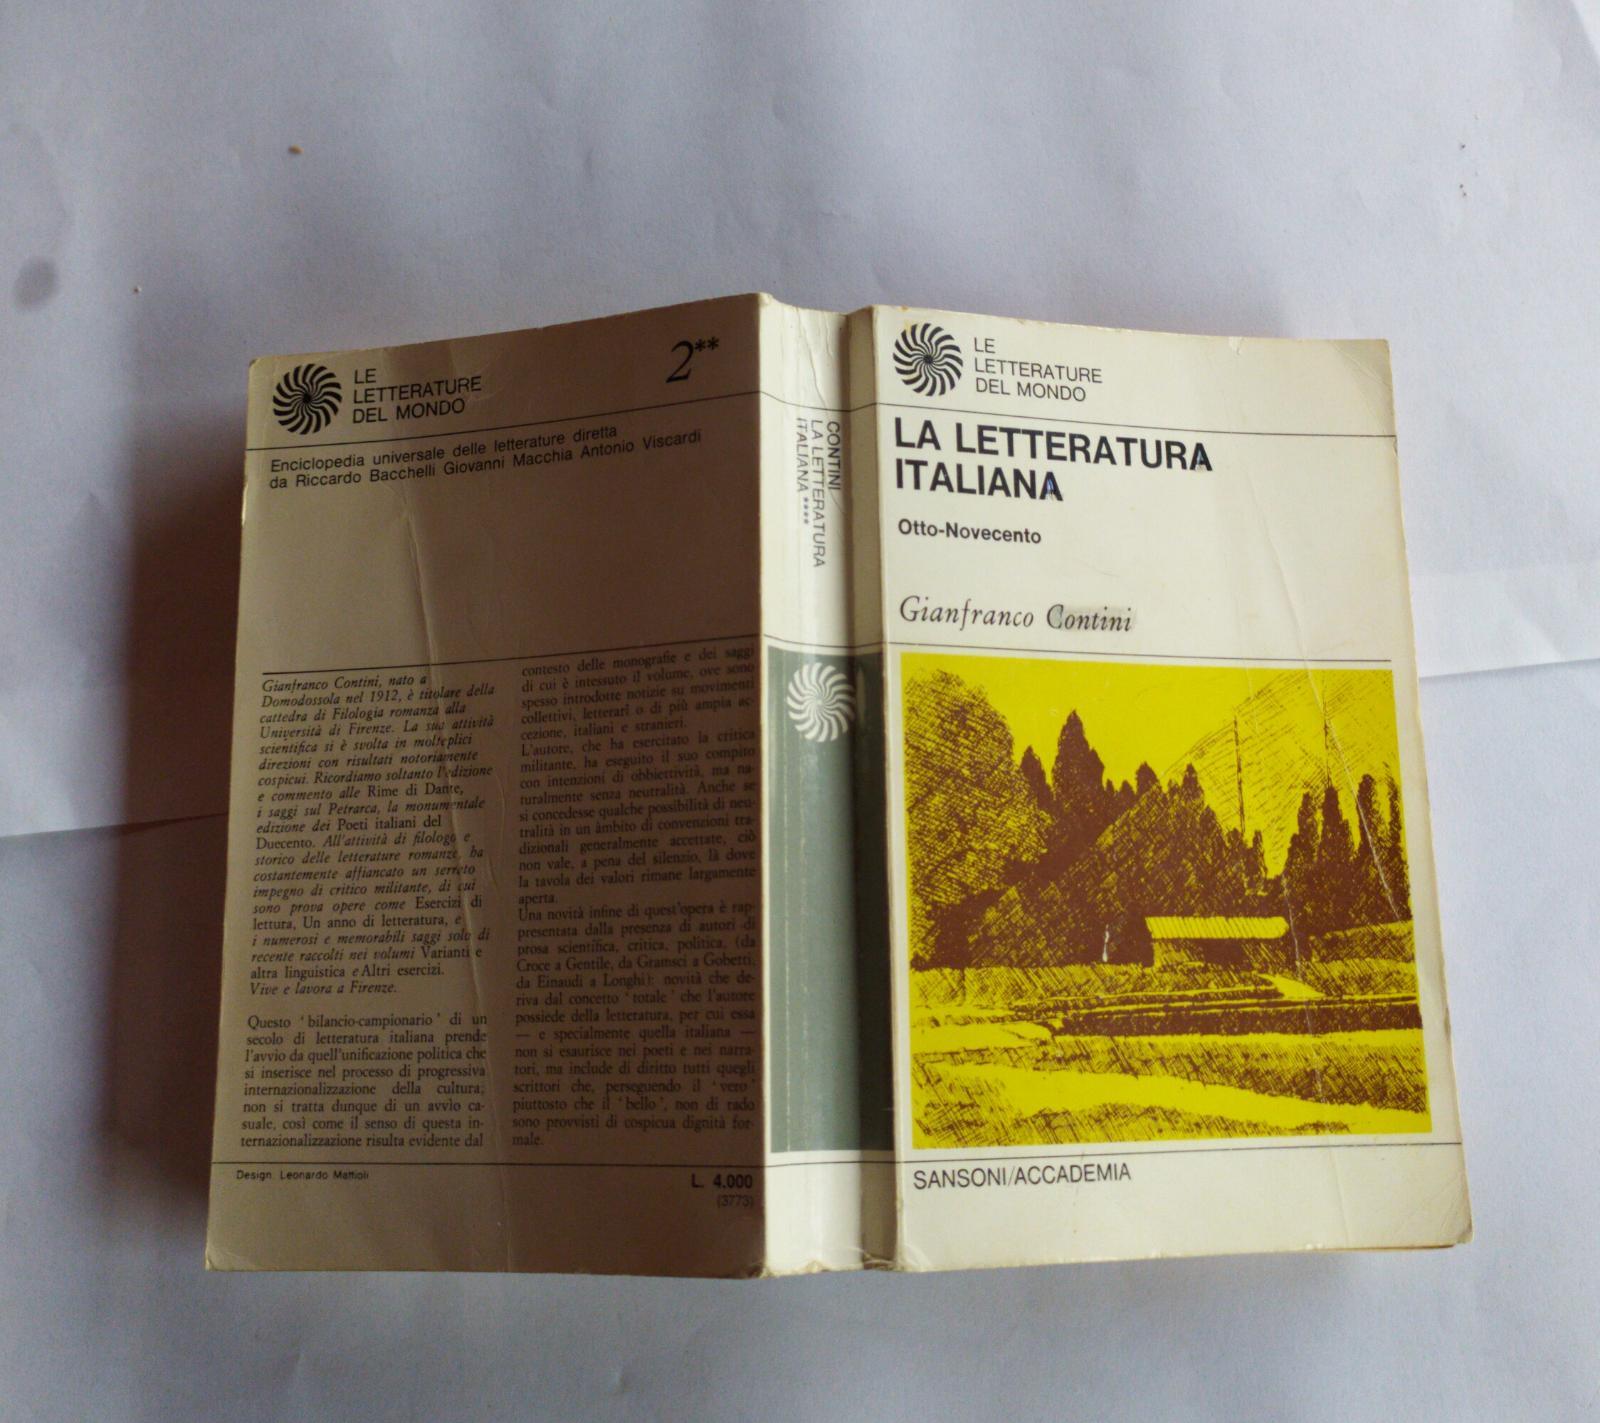 LE
LETTERATURE
DEL MONDO
2**
Enciclopedia universale delle letterature diretta
da Riccardo Bacchelli Giovanni Macchia Antonio Viscardi
Gianfranco Contini, nato a
Domodossola nel 1912, è titolare della
cattedra di Filologia romanza alla
Università di Firenze. La sua attività
scientifica si è svolta in molteplici
direzioni con risultati notoriamente
cospicui. Ricordiamo soltanto l'edizione
e commento alle Rime di Dante,
i saggi sul Petrarca, la monumentale
edizione dei Poeti italiani del
Duecento. All'attività di filologo e
storico delle letterature romanze, ha
costantemente affiancato un serreto
impegno di critico militante, di cui
sono prova opere come Esercizi di
lettura, Un anno di letteratura, e
i numerosi e memorabili saggi solo di
recente raccolti nei volumi Varianti e
altra linguistica e Altri esercizi.
Vive e lavora a Firenze.
Questo 'bilancio-campionario' di un
secolo di letteratura italiana prende
l'avvio da quell'unificazione politica che
si inserisce nel processo di progressiva
internazionalizzazione della cultura;
non si tratta dunque di un avvìo ca-
suale, così come il senso di questa in-
ternazionalizzazione risulta evidente dal
contesto delle monografie e dei saggi
di cui è intessuto il volume, ove sono
spesso introdotte notizie su movimenti
collettivi, letterarî o di più ampia ac-
cezione, italiani e stranieri.
L'autore, che ha esercitato la critica
militante, ha eseguito il suo compito
con intenzioni di obbiettività, ma na-
turalmente senza neutralità. Anche se
si concedesse qualche possibilità di neu-
tralità in un àmbito di convenzioni tra-
dizionali generalmente accettate, ciò
non vale, a pena del silenzio, là dove
la tavola dei valori rimane largamente
aperta.
Una novità infine di quest'opera è rap-
presentata dalla presenza di autori di
prosa scientifica, critica, politica, (da
Croce a Gentile, da Gramsci a Gobetti,
da Einaudi a Longhi): novità che de-
riva dal concetto 'totale' che l'autore
possiede della letteratura, per cui essa
— e specialmente quella italiana —
non si esaurisce nei poeti e nei narra-
tori, ma include di diritto tutti quegli
scrittori che, perseguendo il 'vero'
piuttosto che il 'bello', non di rado
sono provvisti di cospicua dignità for-
male.
Design. Leonardo Mattioli
L. 4.000
(3773)
CONTINI
LA LETTERATURA
ITALIANA ****
LE
LETTERATURE
DEL MONDO
LA LETTERATURA
ITALIANA
Otto-Novecento
Gianfranco Contini
SANSONI/ACCADEMIA